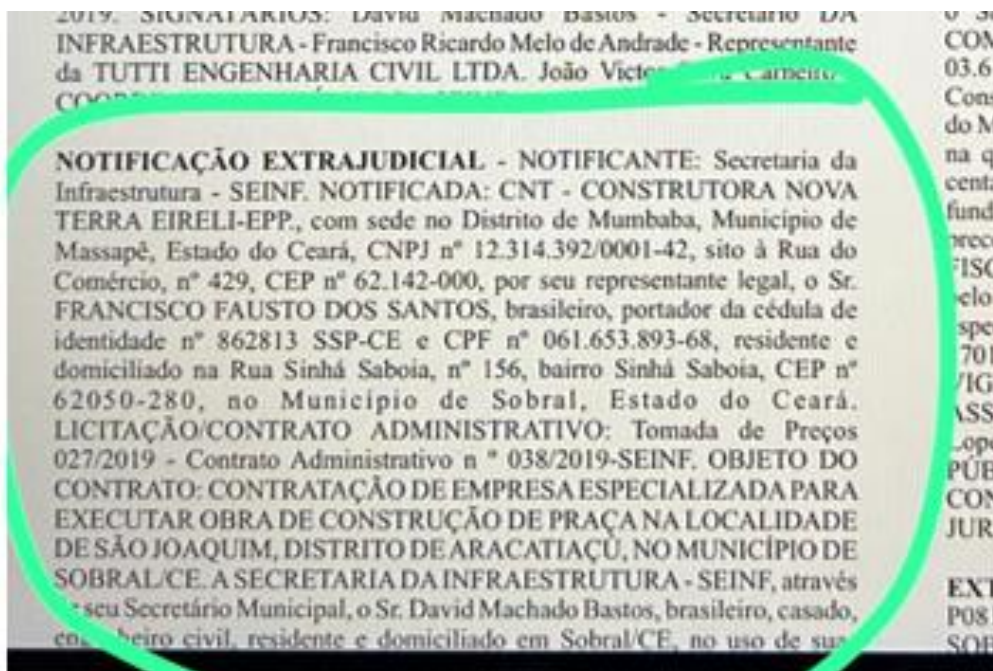 2019. SIGNATÁRIOS: David Machado Bastos - Secretário DA
INFRAESTRUTURA - Francisco Ricardo Melo de Andrade - Representante
da TUTTI ENGENHARIA CIVIL LTDA. João Victor Carneiro
NOTIFICAÇÃO EXTRAJUDICIAL - NOTIFICANTE: Secretaria da
Infraestrutura - SEINF. NOTIFICADA: CNT - CONSTRUTORA NOVA
TERRA EIRELI-EPP., com sede no Distrito de Mumbaba, Município de
Massapê, Estado do Ceará, CNPJ nº 12.314.392/0001-42, sito à Rua do
Comércio, nº 429, CEP nº 62.142-000, por seu representante legal, o Sr.
FRANCISCO FAUSTO DOS SANTOS, brasileiro, portador da cédula de
identidade nº 862813 SSP-CE e CPF nº 061.653.893-68, residente e
domiciliado na Rua Sinhá Saboia, nº 156, bairro Sinhá Saboia, CEP nº
62050-280, no Município de Sobral, Estado do Ceará.
LICITAÇÃO/CONTRATO ADMINISTRATIVO: Tomada de Preços
027/2019 - Contrato Administrativo n º 038/2019-SEINF. OBJETO DO
CONTRATO: CONTRATAÇÃO DE EMPRESA ESPECIALIZADA PARA
EXECUTAR OBRA DE CONSTRUÇÃO DE PRAÇA NA LOCALIDADE
DE SÃO JOAQUIM, DISTRITO DE ARACATIAÇÚ, NO MUNICÍPIO DE
SOBRAL/CE. A SECRETARIA DA INFRAESTRUTURA - SEINF, através
seu Secretário Municipal, o Sr. David Machado Bastos, brasileiro, casado,
civil, residente e domiciliado em Sobral/CE, no uso de sua
03.6
Cons
do M
na q
centa
fund
JUR
EXT
P08
SOB